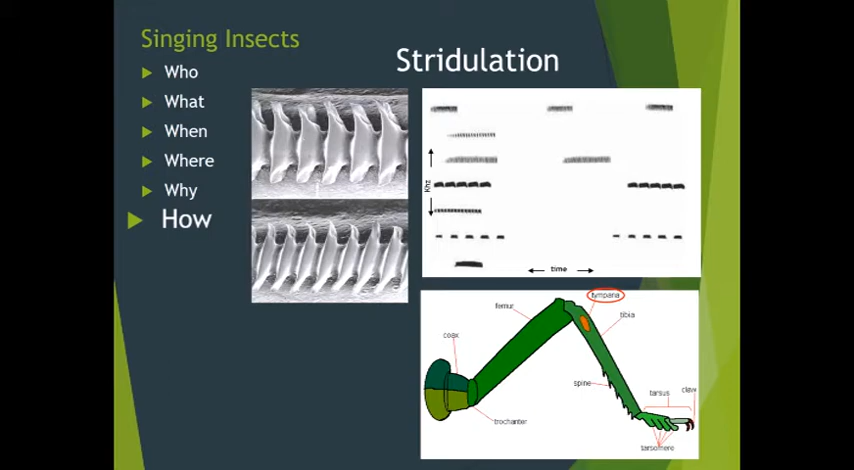 Singing Insects
Stridulation
Who
What
When
Where
Why
How
Khz
time
tympana
femur
tibia
coax
spine
tarsus
claw
trochanter
tarsomere